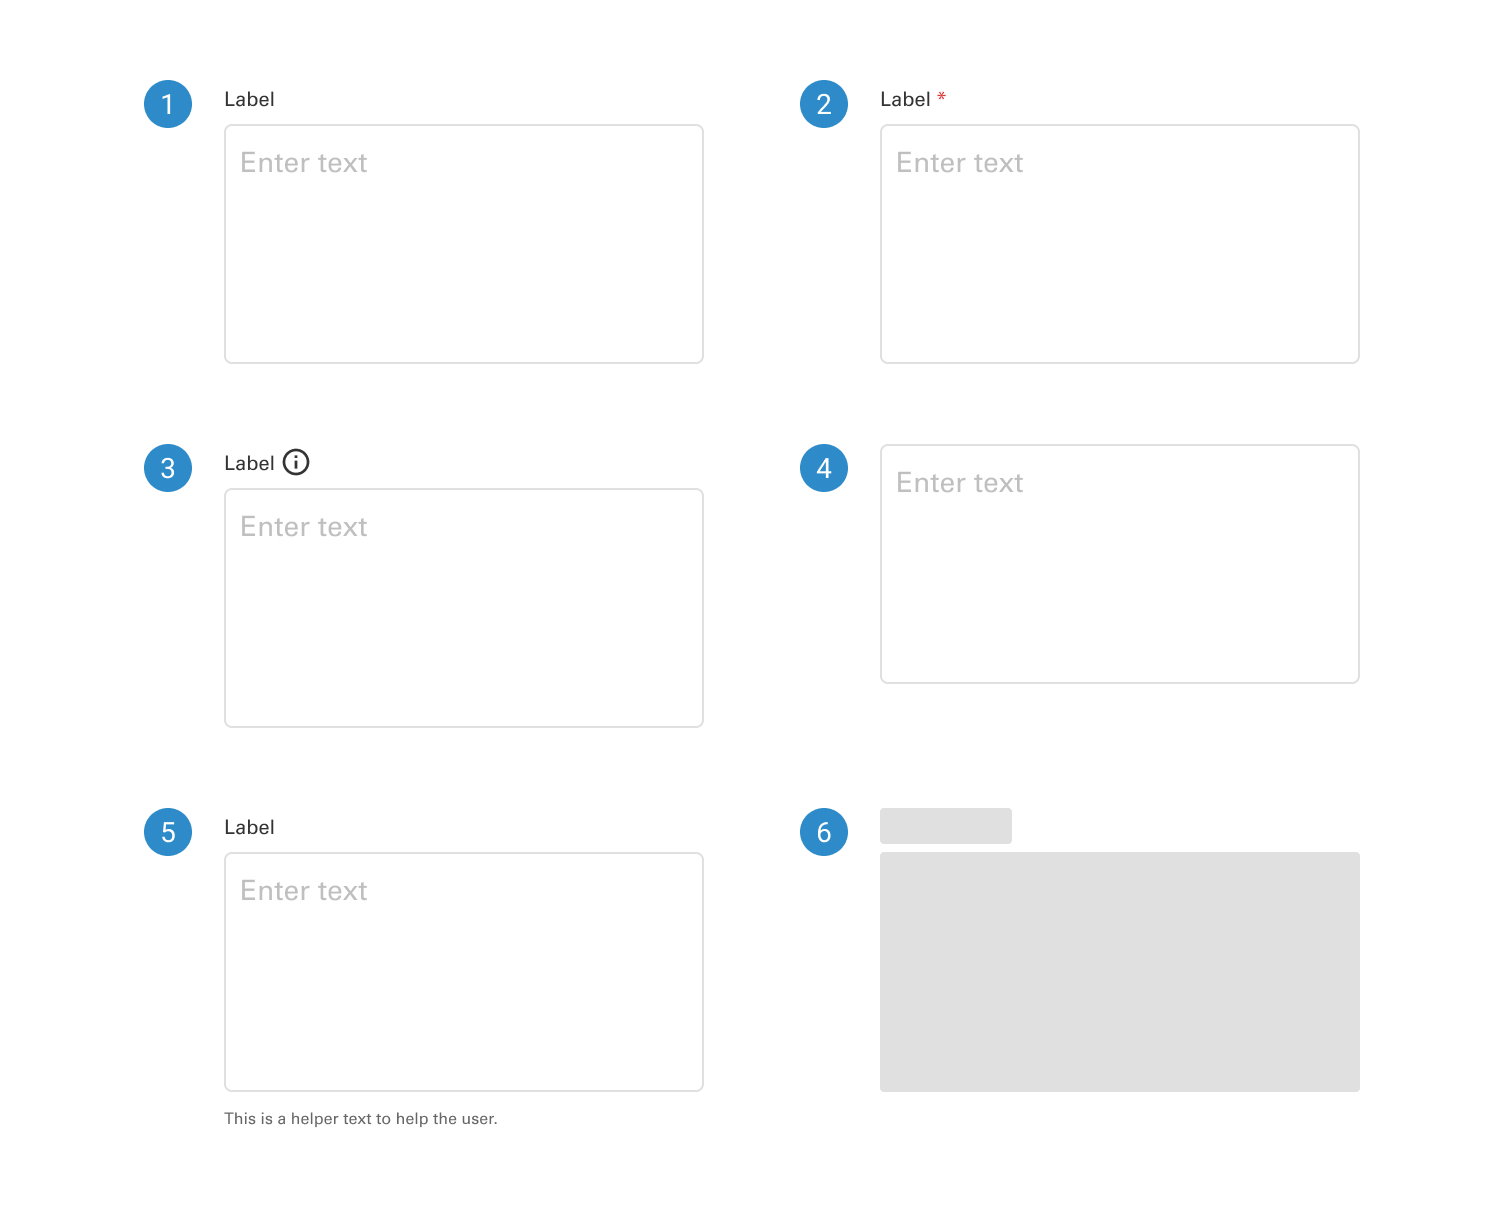 1
Label
Enter text
2
Label *
Enter text
3
Label
Enter text
4
Enter text
5
Label
Enter text
This is a helper text to help the user.
6